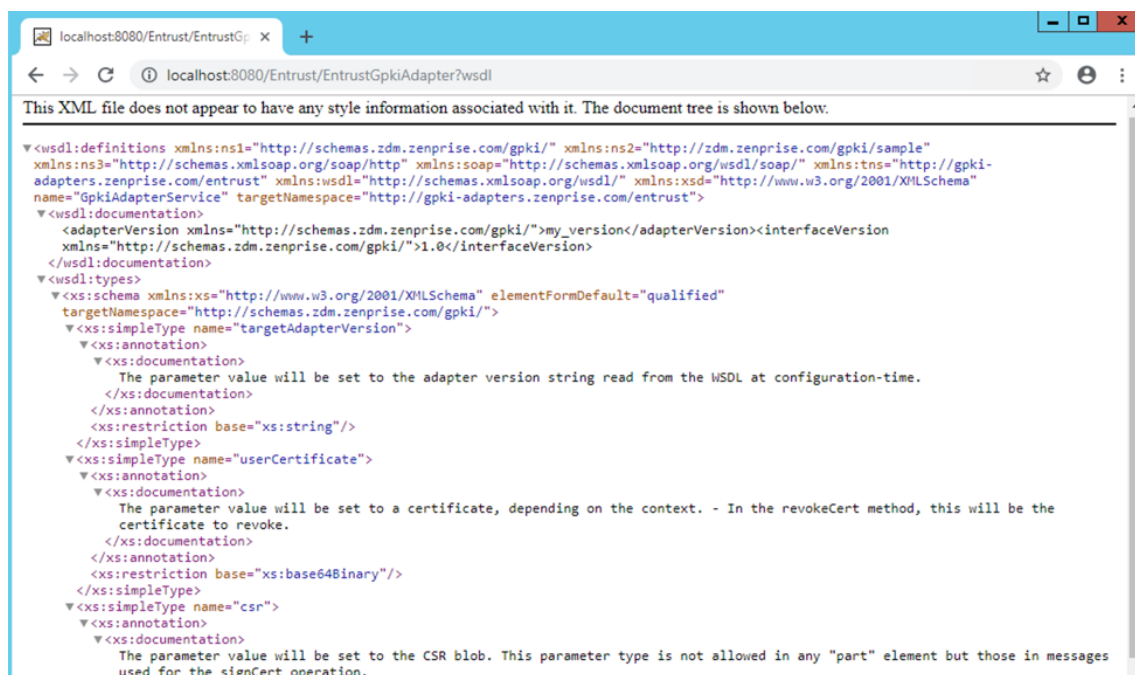 localhost:8080/Entrust/EntrustGp
localhost:8080/Entrust/EntrustGpkiAdapter?wsdl
This XML file does not appear to have any style information associated with it. The document tree is shown below.
▼<wsdl:definitions xmlns:ns1="http://schemas.zdm.zenprise.com/gpki/" xmlns:ns2="http://zdm.zenprise.com/gpki/sample"
xmlns:ns3="http://schemas.xmlsoap.org/soap/http" xmlns:soap="http://schemas.xmlsoap.org/wsdl/soap/" xmlns:tns="http://gpki-
adapters.zenprise.com/entrust" xmlns:wsdl="http://schemas.xmlsoap.org/wsdl/" xmlns:xsd="http://www.w3.org/2001/XMLSchema"
name="GpkiAdapterService" targetNamespace="http://gpki-adapters.zenprise.com/entrust">
▼<wsdl:documentation>
<adapterVersion xmlns="http://schemas.zdm.zenprise.com/gpki/">my_version</adapterVersion><interfaceVersion
xmlns="http://schemas.zdm.zenprise.com/gpki/">1.0</interfaceVersion>
</wsdl:documentation>
▼<wsdl:types>
▼<xs:schema xmlns:xs="http://www.w3.org/2001/XMLSchema" elementFormDefault="qualified"
targetNamespace="http://schemas.zdm.zenprise.com/gpki/">
▼<xs:simpleType name="targetAdapterVersion">
▼<xs:annotation>
▼<xs:documentation>
The parameter value will be set to the adapter version string read from the WSDL at configuration-time.
</xs:documentation>
</xs:annotation>
<xs:restriction base="xs:string"/>
</xs:simpleType>
▼<xs:simpleType name="userCertificate">
▼<xs:annotation>
▼<xs:documentation>
The parameter value will be set to a certificate, depending on the context. - In the revokeCert method, this will be the
certificate to revoke.
</xs:documentation>
</xs:annotation>
<xs:restriction base="xs:base64Binary"/>
</xs:simpleType>
▼<xs:simpleType name="csr">
▼<xs:annotation>
▼<xs:documentation>
The parameter value will be set to the CSR blob. This parameter type is not allowed in any "part" element but those in messages
used for the signCert operation.